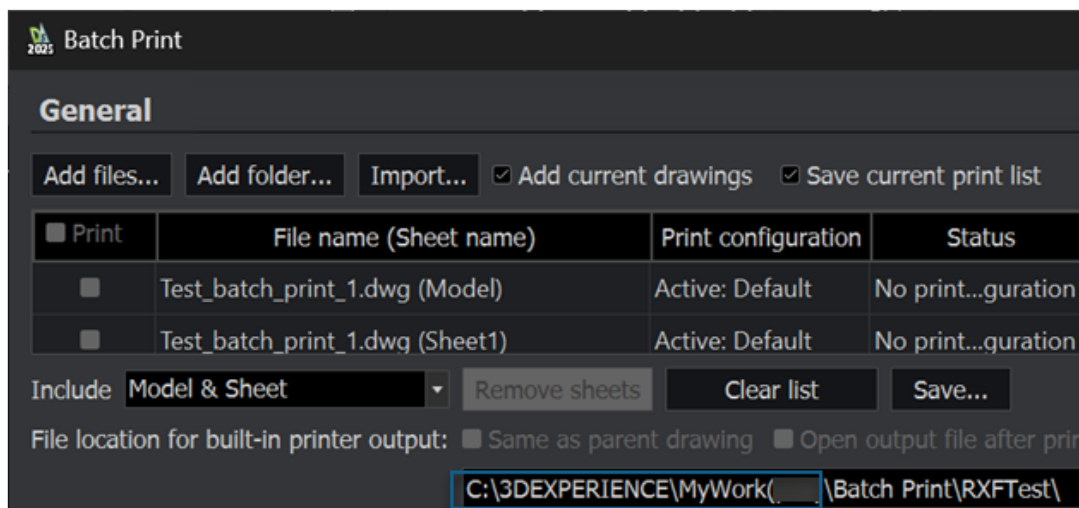 2025 Batch Print
General
Add files... Add folder... Import... Add current drawings Save current print list
Print File name (Sheet name) Print configuration Status
Test_batch_print_1.dwg (Model) Active: Default No print...guration
Test_batch_print_1.dwg (Sheet1) Active: Default No print...guration
Include Model & Sheet Remove sheets Clear list Save...
File location for built-in printer output: Same as parent drawing Open output file after
C:\3DEXPERIENCE\MyWork( \Batch Print\RXFTest\